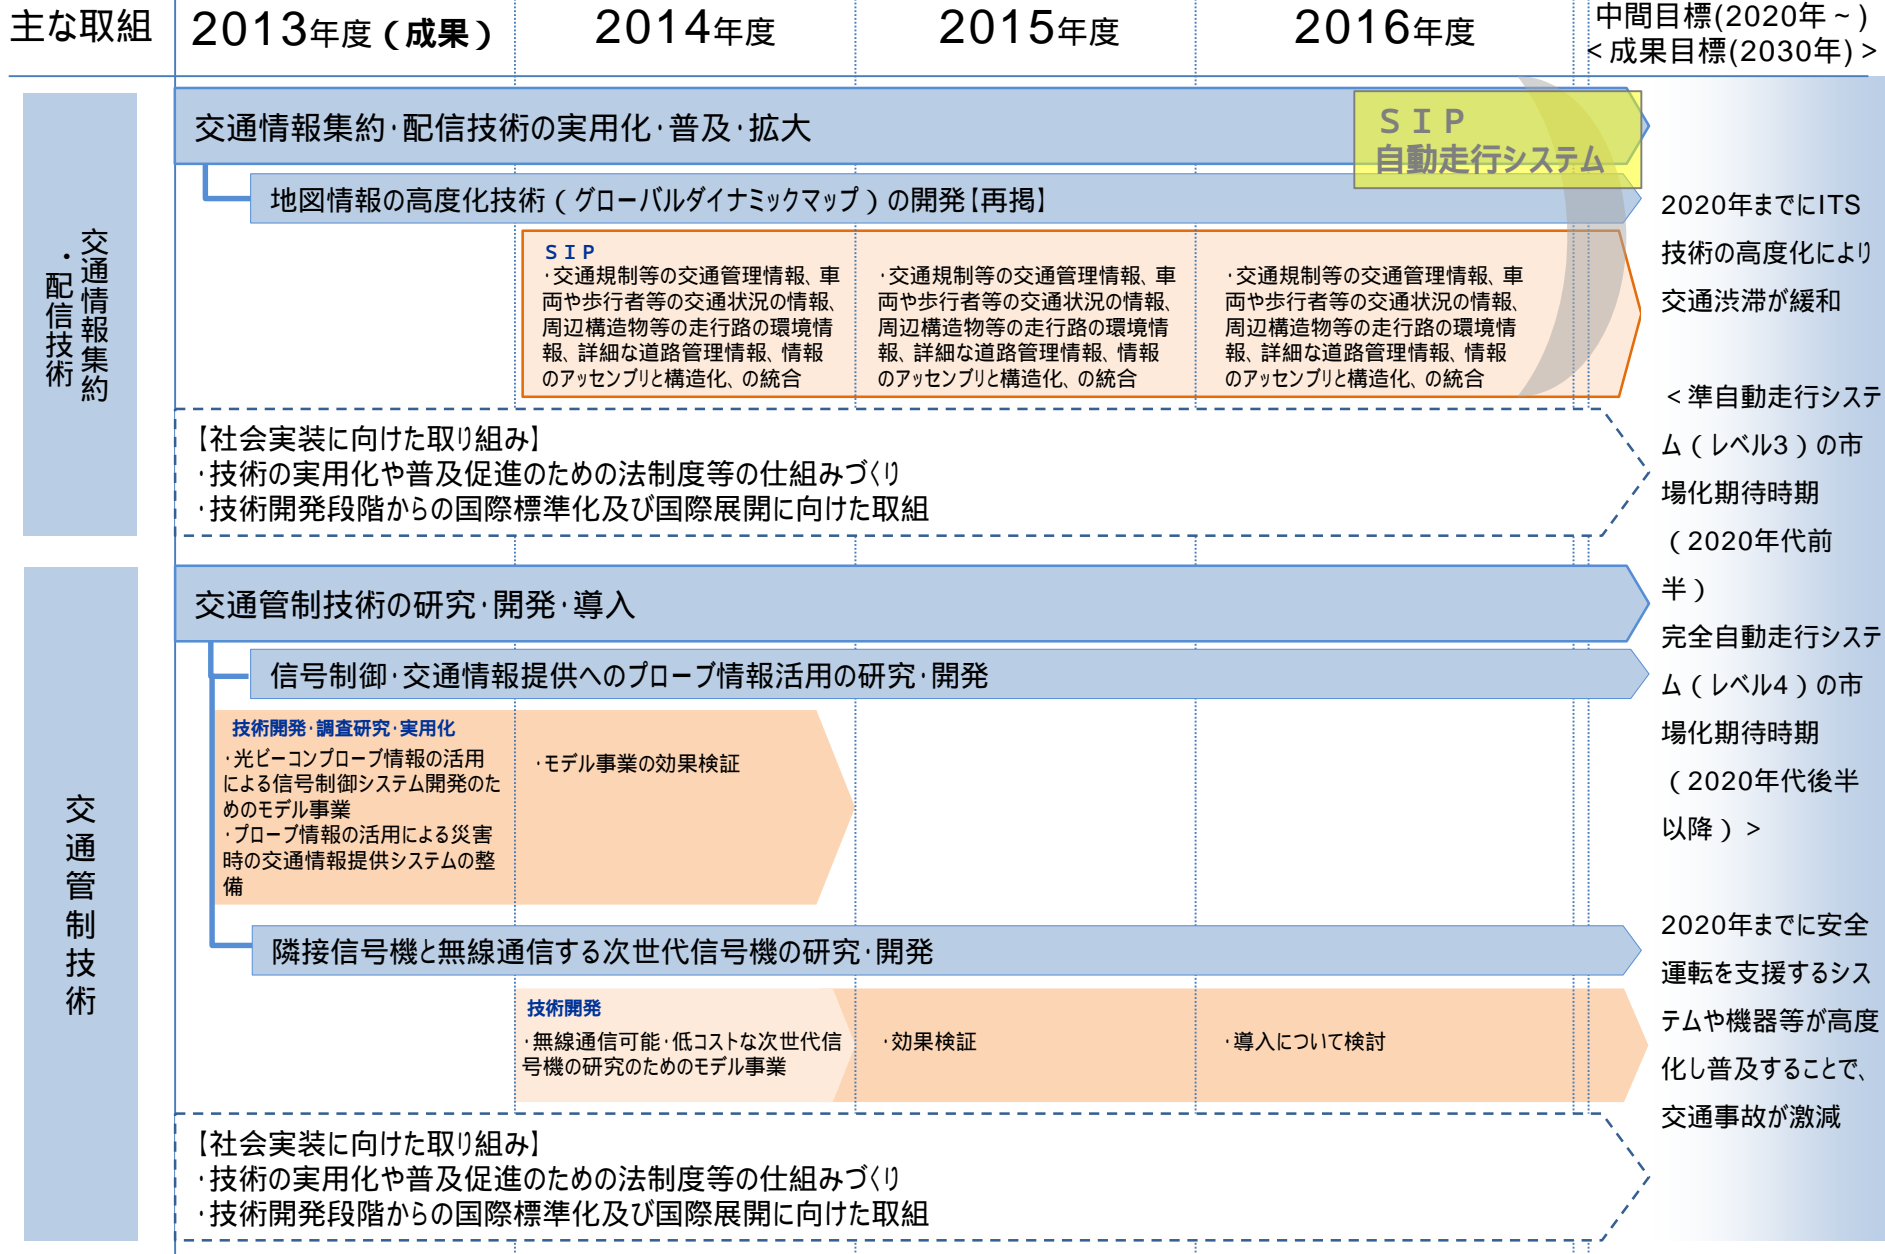 主な取組
2013年度(成果)
2014年度
2015年度
2016年度
中間目標(2020年~)
<成果目標(2030年)>
交通情報集約
・配信技術
交通情報集約・配信技術の実用化・普及・拡大
SIP
自動走行システム
地図情報の高度化技術(グローバルダイナミックマップ)の開発【再掲】
SIP
・交通規制等の交通管理情報、車
両や歩行者等の交通状況の情報、
周辺構造物等の走行路の環境情
報、詳細な道路管理情報、情報
のアッセンブリと構造化、の統合
・交通規制等の交通管理情報、車
両や歩行者等の交通状況の情報、
周辺構造物等の走行路の環境情
報、詳細な道路管理情報、情報
のアッセンブリと構造化、の統合
・交通規制等の交通管理情報、車
両や歩行者等の交通状況の情報、
周辺構造物等の走行路の環境情
報、詳細な道路管理情報、情報
のアッセンブリと構造化、の統合
【社会実装に向けた取り組み】
・技術の実用化や普及促進のための法制度等の仕組みづくり
・技術開発段階からの国際標準化及び国際展開に向けた取組
交通管制技術
交通管制技術の研究・開発・導入
信号制御・交通情報提供へのプローブ情報活用の研究・開発
技術開発・調査研究・実用化
・光ビーコンプローブ情報の活用
による信号制御システム開発のた
めのモデル事業
・プローブ情報の活用による災害
時の交通情報提供システムの整
備
・モデル事業の効果検証
隣接信号機と無線通信する次世代信号機の研究・開発
技術開発
・無線通信可能・低コストな次世代信
号機の研究のためのモデル事業
・効果検証
・導入について検討
【社会実装に向けた取り組み】
・技術の実用化や普及促進のための法制度等の仕組みづくり
・技術開発段階からの国際標準化及び国際展開に向けた取組
2020年までにITS
技術の高度化により
交通渋滞が緩和
<準自動走行システ
ム(レベル3)の市
場化期待時期
(2020年代前
半)
完全自動走行システ
ム(レベル4)の市
場化期待時期
(2020年代後半
以降)>
2020年までに安全
運転を支援するシス
テムや機器等が高度
化し普及することで、
交通事故が激減